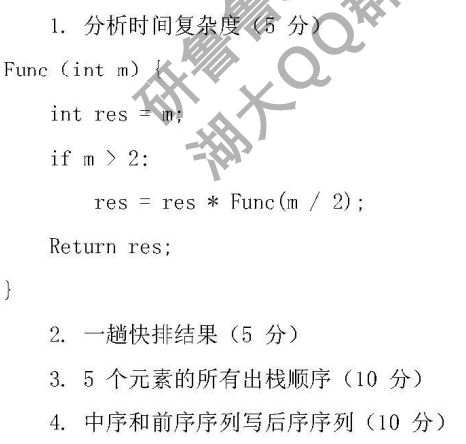 1. 分析时间复杂度（5 分）
Func (int m) {
int res = m;
if m > 2:
res = res * Func(m / 2);
Return res;
}
2. 一趟快排结果（5 分）
3. 5 个元素的所有出栈顺序（10 分）
4. 中序和前序序列写后序序列（10 分）
研鲁鲁
湖大QQ群